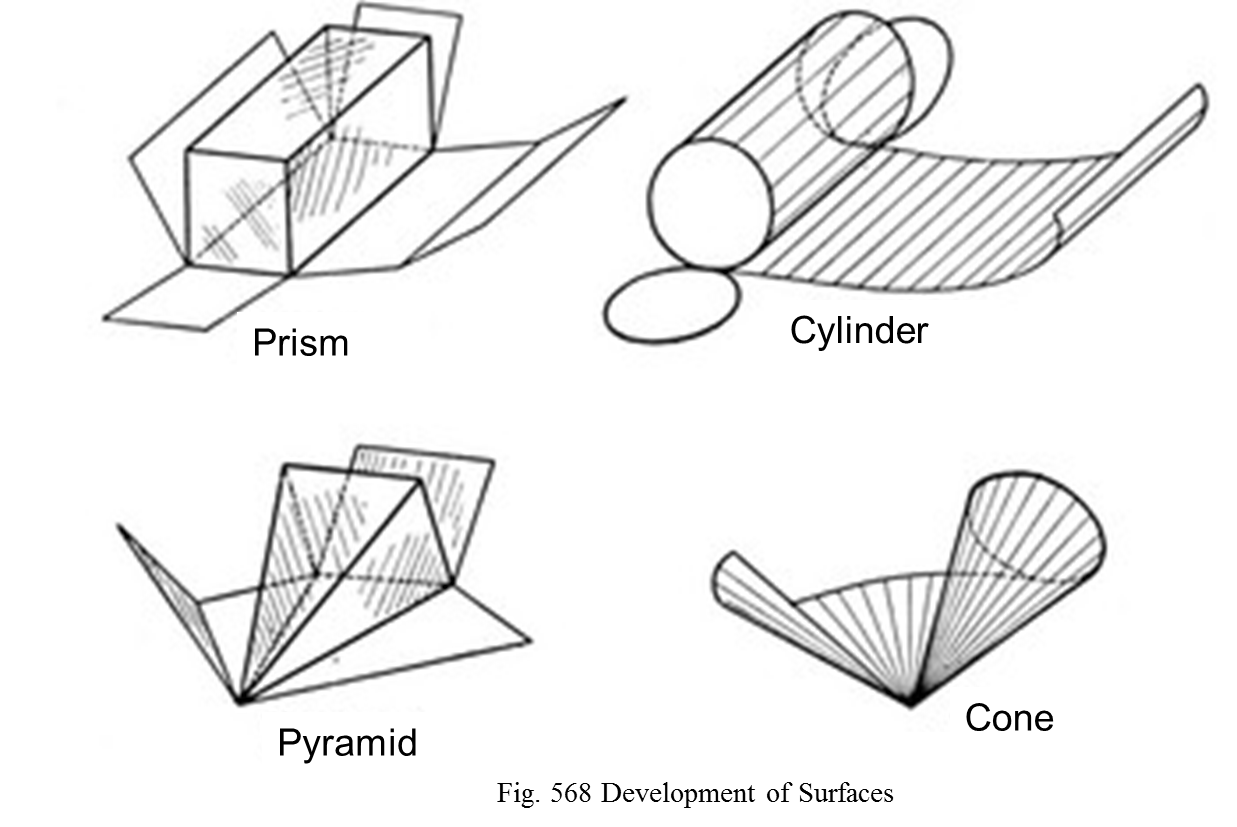 Prism
Cylinder
Pyramid
Cone
Fig. 568 Development of Surfaces